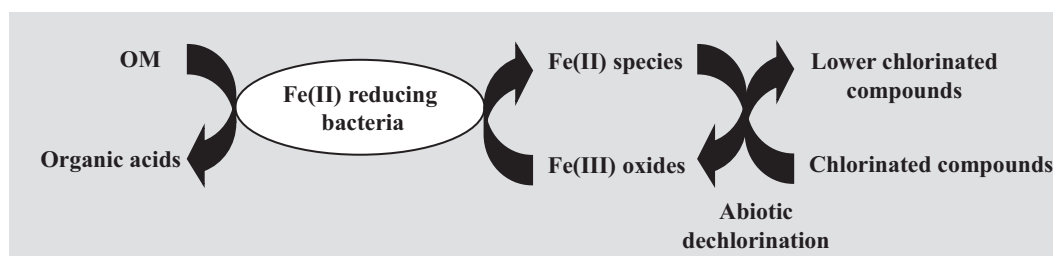 OM
Organic acids
Fe(II) reducing
bacteria
Fe(II) species
Fe(III) oxides
Lower chlorinated
compounds
Chlorinated compounds
Abiotic
dechlorination